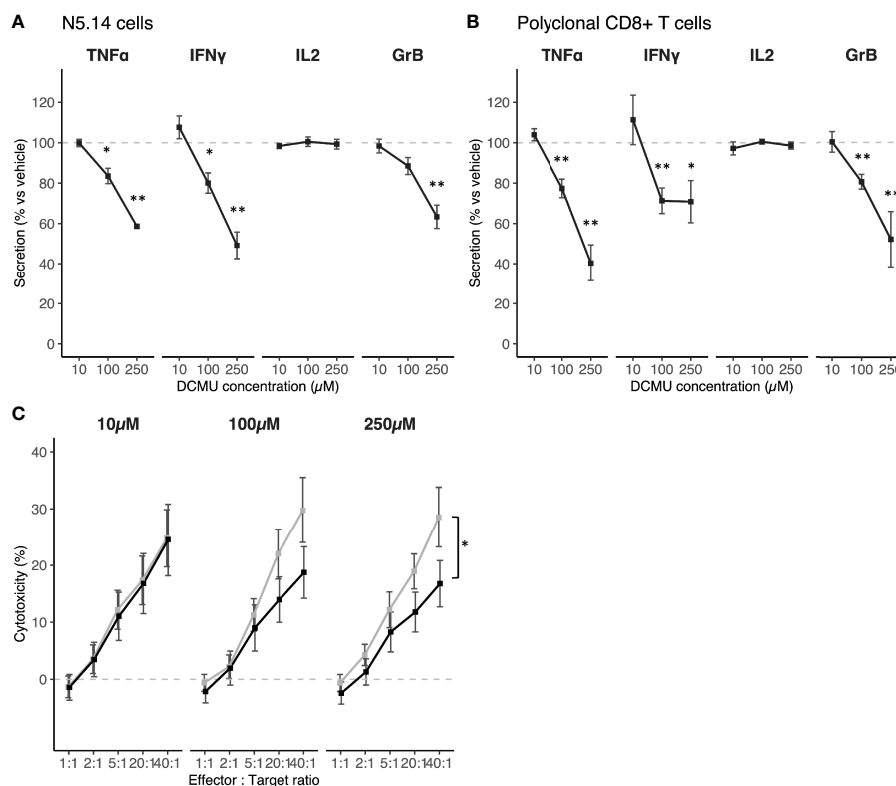 A N5.14 cells
TNFα IFNγ IL2 GrB
Secretion (% vs vehicle)
120
100
80
60
40
20
0
* ** * ** **
10 100 250 10 100 250 10 100 250 10 100 250
DCMU concentration (µM)
B Polyclonal CD8+ T cells
TNFα IFNγ IL2 GrB
Secretion (% vs vehicle)
120
100
80
60
40
20
0
** ** ** * ** **
10 100 250 10 100 250 10 100 250 10 100 250
DCMU concentration (µM)
C
10µM 100µM 250µM
Cytotoxicity (%)
40
30
20
10
0
*
1:1 2:1 5:1 20:1 40:1 1:1 2:1 5:1 20:1 40:1 1:1 2:1 5:1 20:1 40:1
Effector : Target ratio